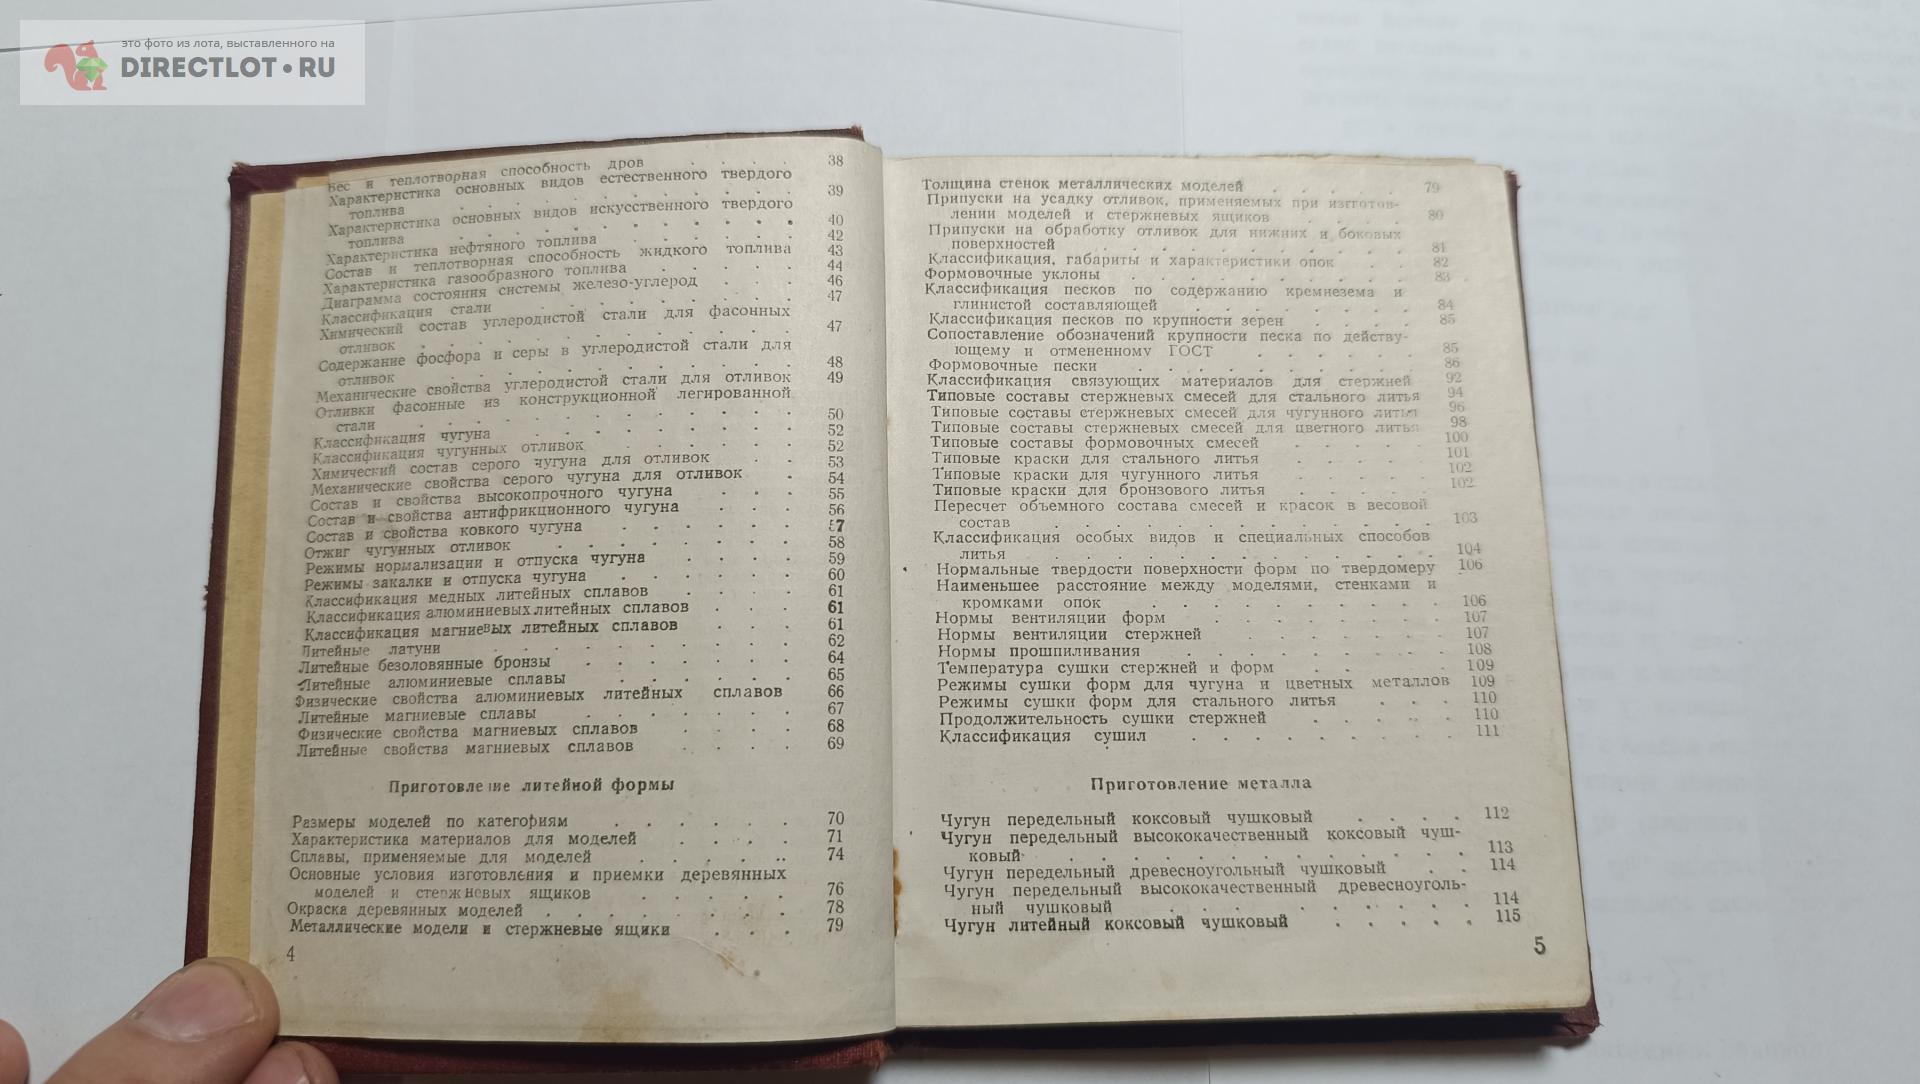 это фото из лота, выставленного на
DIRECTLOT•RU
Вес и теплотворная способность дров . . . . 38
Характеристика основных видов естественного твердого
топлива . . . . . . . . . . 39
Характеристика основных видов искусственного твердого
топлива . . . . . . . . . . 40
Характеристика нефтяного топлива . . . . . 42
Состав и теплотворная способность жидкого топлива 43
Характеристика газообразного топлива . . . . . 44
Диаграмма состояния системы железо-углерод . . . 46
Классификация стали . . . . . . . . 47
Химический состав углеродистой стали для фасонных
отливок . . . . . . . . . . 47
Содержание фосфора и серы в углеродистой стали для
отливок . . . . . . . . . . 48
Механические свойства углеродистой стали для отливок 49
Отливки фасонные из конструкционной легированной
стали . . . . . . . . . . 50
Классификация чугуна . . . . . . . . 52
Классификация чугунных отливок . . . . . . 52
Химический состав серого чугуна для отливок . . 53
Механические свойства серого чугуна для отливок . 54
Состав и свойства высокопрочного чугуна . . . 55
Состав и свойства антифрикционного чугуна . . . 56
Состав и свойства ковкого чугуна . . . . . . 57
Отжиг чугунных отливок . . . . . . . 58
Режимы нормализации и отпуска чугуна . . . . 59
Режимы закалки и отпуска чугуна . . . . . . 60
Классификация медных литейных сплавов . . . . 61
Классификация алюминиевых литейных сплавов . . . 61
Классификация магниевых литейных сплавов . . . 61
Литейные латуни . . . . . . . . . 62
Литейные безоловянные бронзы . . . . . . 64
Литейные алюминиевые сплавы . . . . . . 65
Физические свойства алюминиевых литейных сплавов 66
Литейные магниевые сплавы . . . . . . 67
Физические свойства магниевых сплавов . . . . 68
Литейные свойства магниевых сплавов . . . . 69
Приготовление литейной формы
Размеры моделей по категориям . . . . . . 70
Характеристика материалов для моделей . . . . 71
Сплавы, применяемые для моделей . . . . . . 74
Основные условия изготовления и приемки деревянных
моделей и стержневых ящиков . . . . . 76
Окраска деревянных моделей . . . . . . . 78
Металлические модели и стержневые ящики . . . 79
4
Толщина стенок металлических моделей . . . . . 79
Припуски на усадку отливок, применяемых при изготов-
лении моделей и стержневых ящиков . . . . 80
Припуски на обработку отливок для нижних и боковых
поверхностей . . . . . . . . . . 81
Классификация, габариты и характеристики опок . . 82
Формовочные уклоны . . . . . . . . . 83
Классификация песков по содержанию кремнезема и
глинистой составляющей . . . . . . . 84
Классификация песков по крупности зерен . . . . 85
Сопоставление обозначений крупности песка по действу-
ющему и отмененному ГОСТ . . . . . . 85
Формовочные пески . . . . . . . . . 86
Классификация связующих материалов для стержней 92
Типовые составы стержневых смесей для стального литья 94
Типовые составы стержневых смесей для чугунного литья 96
Типовые составы стержневых смесей для цветного литья 98
Типовые составы формовочных смесей . . . . . 100
Типовые краски для стального литья . . . . . 101
Типовые краски для чугунного литья . . . . . 102
Типовые краски для бронзового литья . . . . . 102
Пересчет объемного состава смесей и красок в весовой
состав . . . . . . . . . . . . 103
Классификация особых видов и специальных способов
литья . . . . . . . . . . . . 104
Нормальные твердости поверхности форм по твердомеру 106
Наименьшее расстояние между моделями, стенками и
кромками опок . . . . . . . . . . 106
Нормы вентиляции форм . . . . . . . . 107
Нормы вентиляции стержней . . . . . . . 107
Нормы прошпиливания . . . . . . . . . 108
Температура сушки стержней и форм . . . . . 109
Режимы сушки форм для чугуна и цветных металлов 109
Режимы сушки форм для стального литья . . . 110
Продолжительность сушки стержней . . . . . 110
Классификация сушил . . . . . . . . . 111
Приготовление металла
Чугун передельный коксовый чушковый . . . . 112
Чугун передельный высококачественный коксовый чуш-
ковый . . . . . . . . . . . . 113
Чугун передельный древесноугольный чушковый . . 114
Чугун передельный высококачественный древесноуголь-
ный чушковый . . . . . . . . . 114
Чугун литейный коксовый чушковый . . . . . 115
5